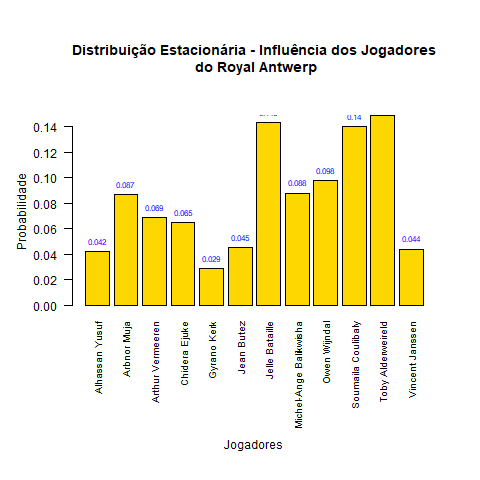 Distribuição Estacionária - Influência dos Jogadores
do Royal Antwerp
Probabilidade
0.14
0.12
0.10
0.08
0.06
0.04
0.02
0.00
0.042
0.087
0.069
0.065
0.029
0.045
0.088
0.098
0.14
0.044
Alhassan Yusuf
Arbnor Muja
Arthur Vermeeren
Chidera Ejuke
Gyrano Kerk
Jean Butez
Jelle Bataille
Michel-Ange Balikwisha
Owen Wijndal
Soumaila Coulibaly
Toby Alderweireld
Vincent Janssen
Jogadores